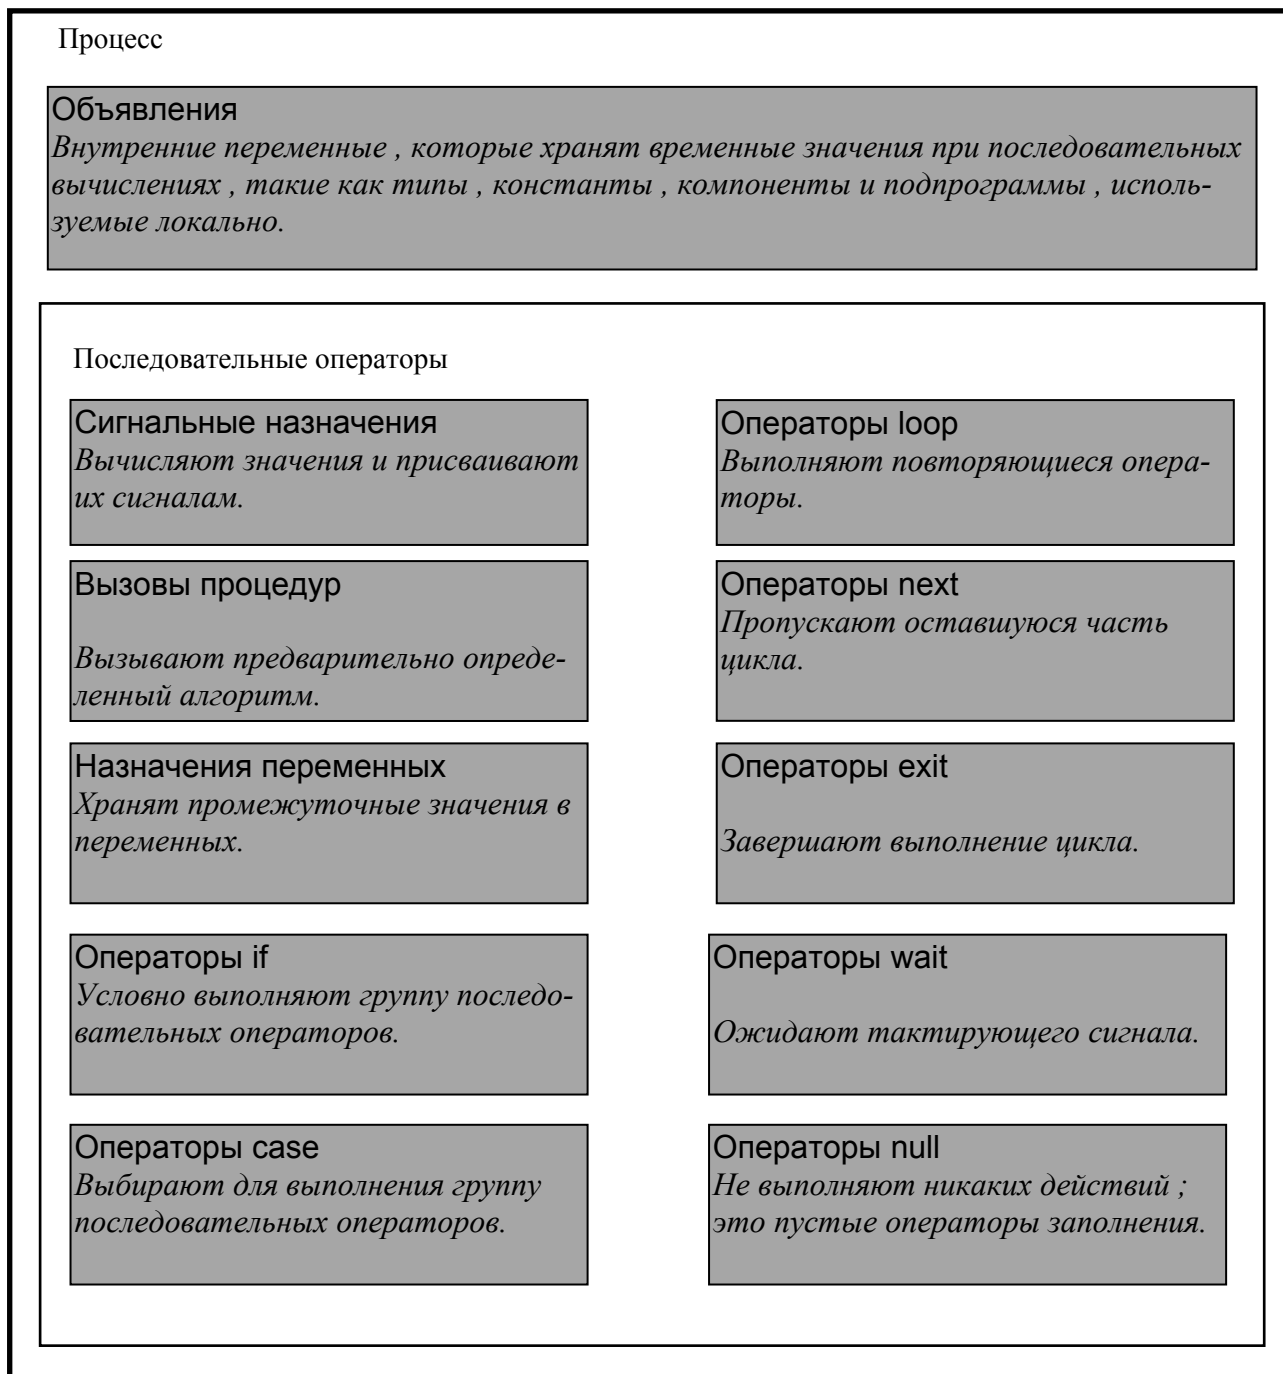 Процесс
Объявления
Внутренние переменные , которые хранят временные значения при последовательных
вычислениях , такие как типы , константы , компоненты и подпрограммы , исполь-
зуемые локально.
Последовательные операторы
Сигнальные назначения
Вычисляют значения и присваивают
их сигналам.
Вызовы процедур
Вызывают предварительно опреде-
ленный алгоритм.
Назначения переменных
Хранят промежуточные значения в
переменных.
Операторы if
Условно выполняют группу последо-
вательных операторов.
Операторы case
Выбирают для выполнения группу
последовательных операторов.
Операторы loop
Выполняют повторяющиеся опера-
торы.
Операторы next
Пропускают оставшуюся часть
цикла.
Операторы exit
Завершают выполнение цикла.
Операторы wait
Ожидают тактирующего сигнала.
Операторы null
Не выполняют никаких действий ;
это пустые операторы заполнения.